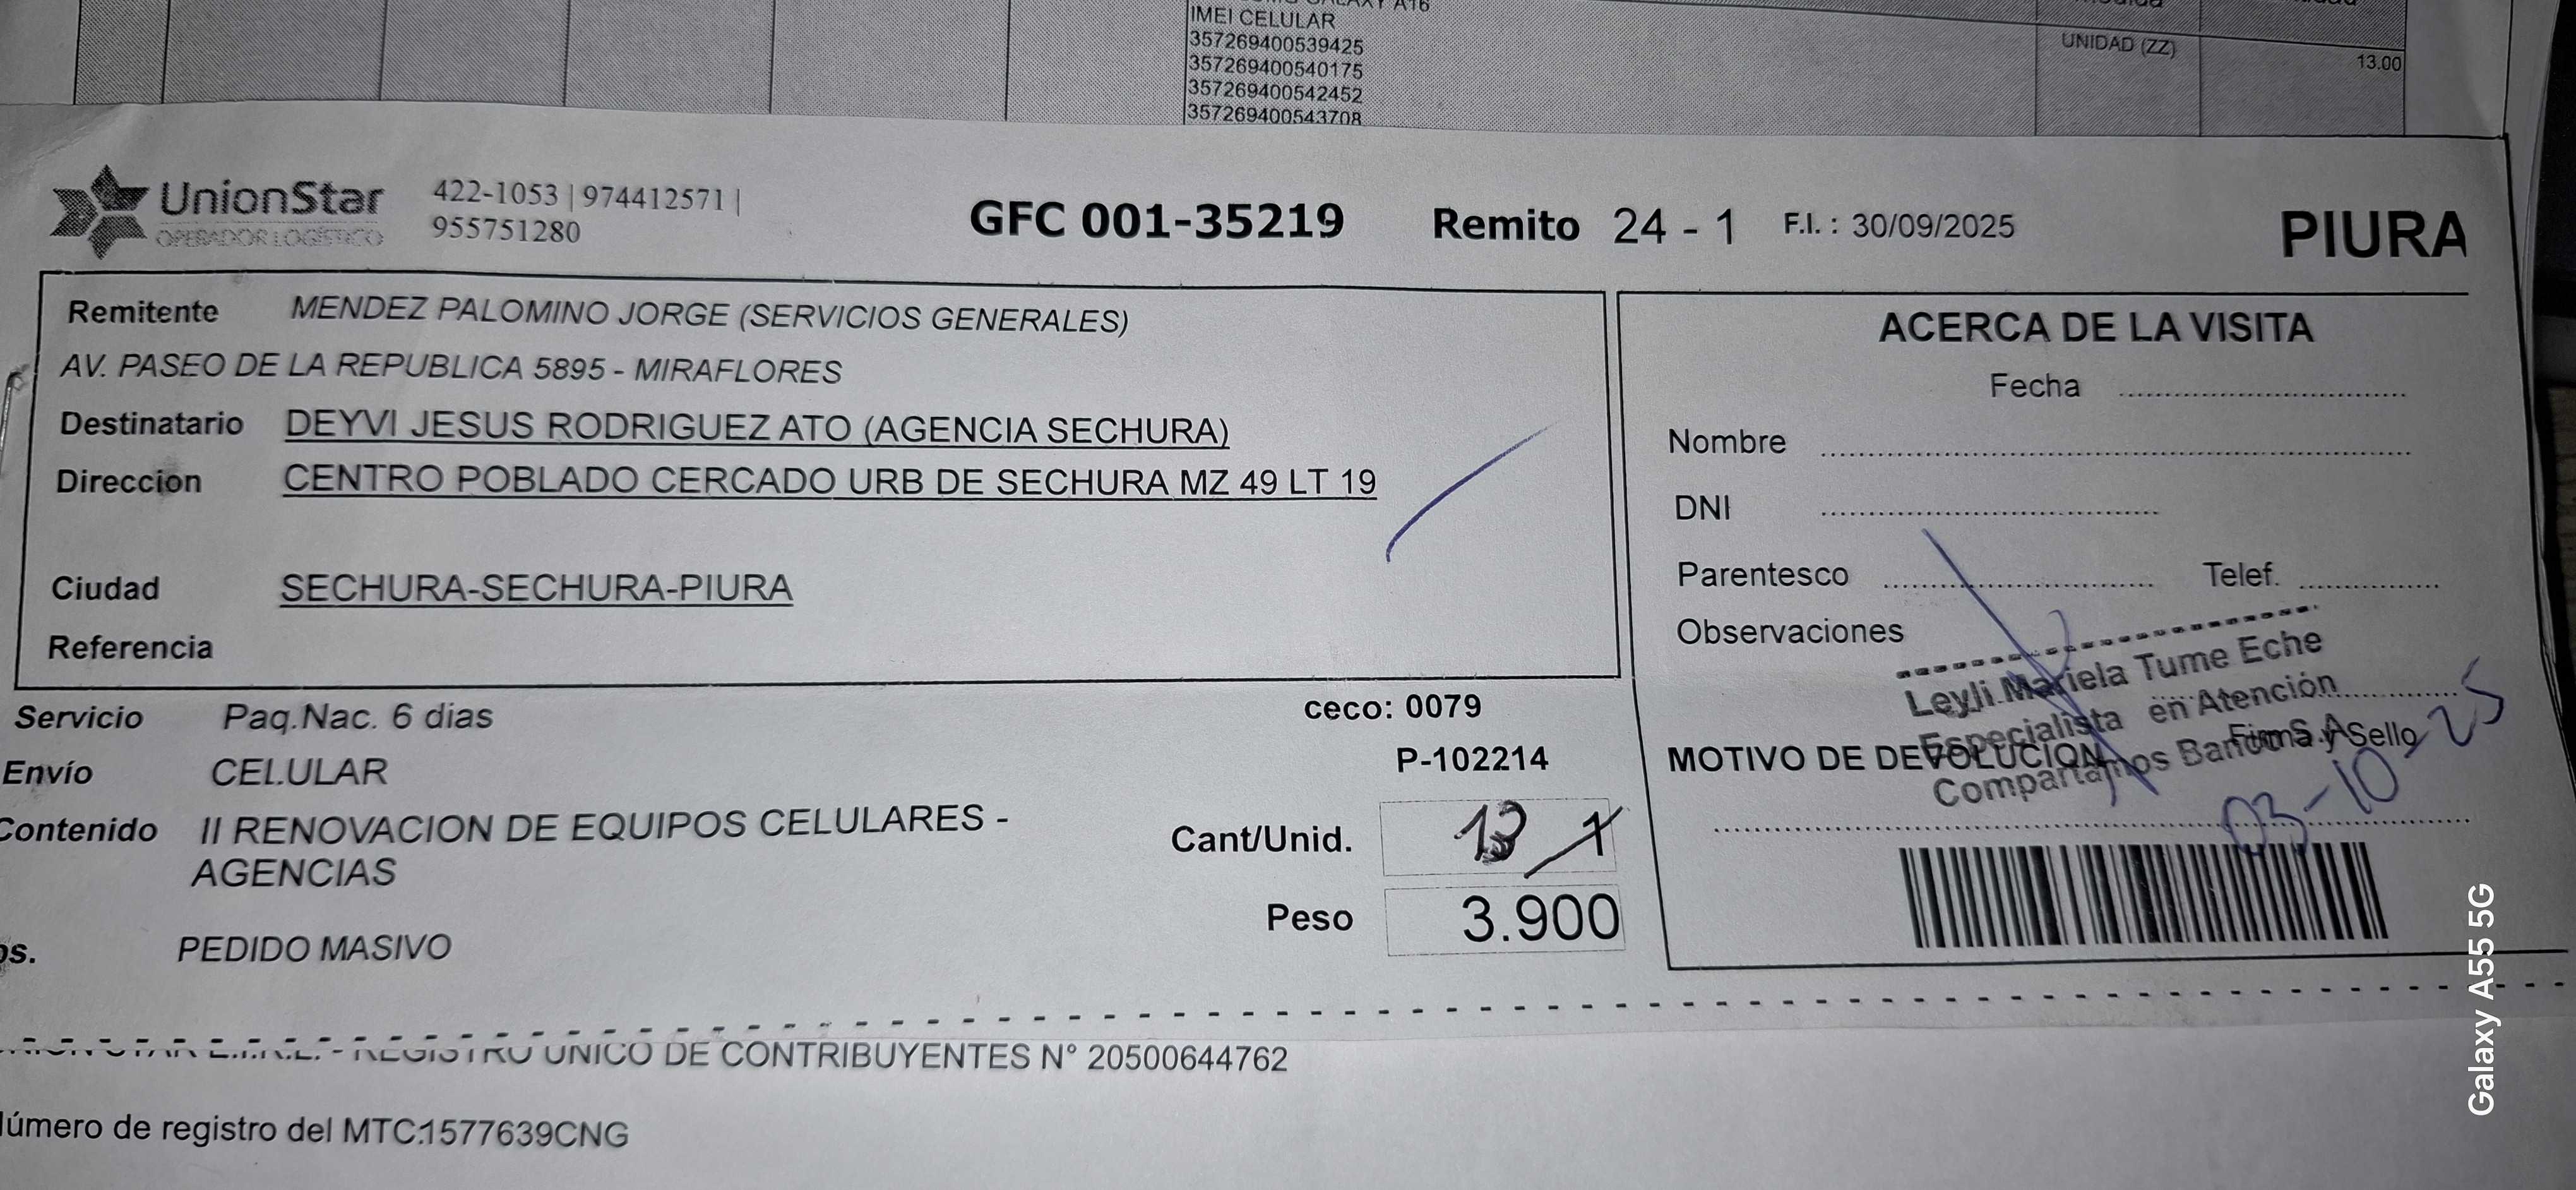 IMEI CELULAR
357269400539425
357269400540175
357269400542452
357269400543708
UNIDAD (ZZ)
13.00
UnionStar
OPERADOR LOGÍSTICO
422-1053 | 974412571 |
955751280
GFC 001-35219 Remito 24 - 1 F.I. : 30/09/2025 PIURA
Remitente MENDEZ PALOMINO JORGE (SERVICIOS GENERALES)
AV. PASEO DE LA REPUBLICA 5895 - MIRAFLORES
Destinatario DEYVI JESUS RODRIGUEZ ATO (AGENCIA SECHURA)
Direccion CENTRO POBLADO CERCADO URB DE SECHURA MZ 49 LT 19
Ciudad SECHURA-SECHURA-PIURA
Referencia
ACERCA DE LA VISITA
Fecha
Nombre
DNI
Parentesco Telef.
Observaciones
Leyli Mariela Tume Eche
Especialista en Atención
Compartamos Banco S.A
Firma y Sello
MOTIVO DE DEVOLUCION
03-10-25
Servicio Paq.Nac. 6 dias
ceco: 0079
Envío CELULAR
P-102214
Contenido II RENOVACION DE EQUIPOS CELULARES -
AGENCIAS
Cant/Unid. 13 1
Peso 3.900
PEDIDO MASIVO
REGISTRO UNICO DE CONTRIBUYENTES N° 20500644762
Número de registro del MTC:1577639CNG
Galaxy A55 5G